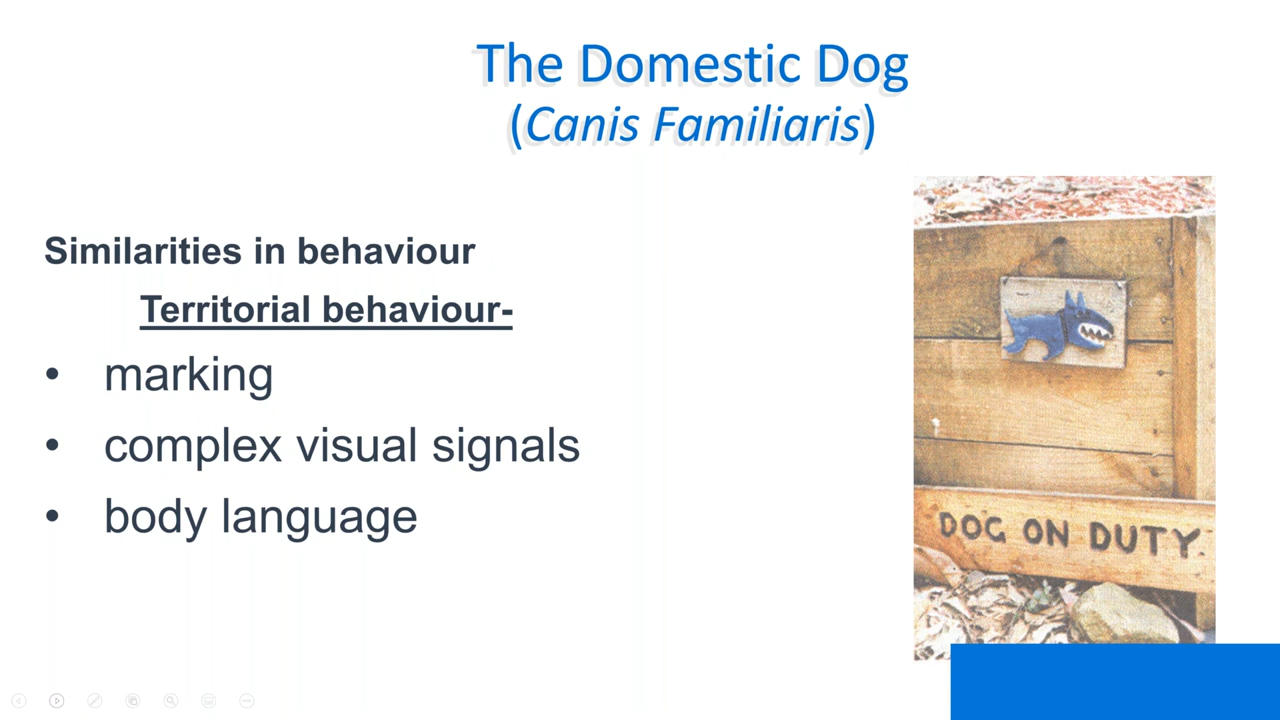 The Domestic Dog
(Canis Familiaris)
Similarities in behaviour
Territorial behaviour-
• marking
• complex visual signals
• body language
DOG ON DUTY.